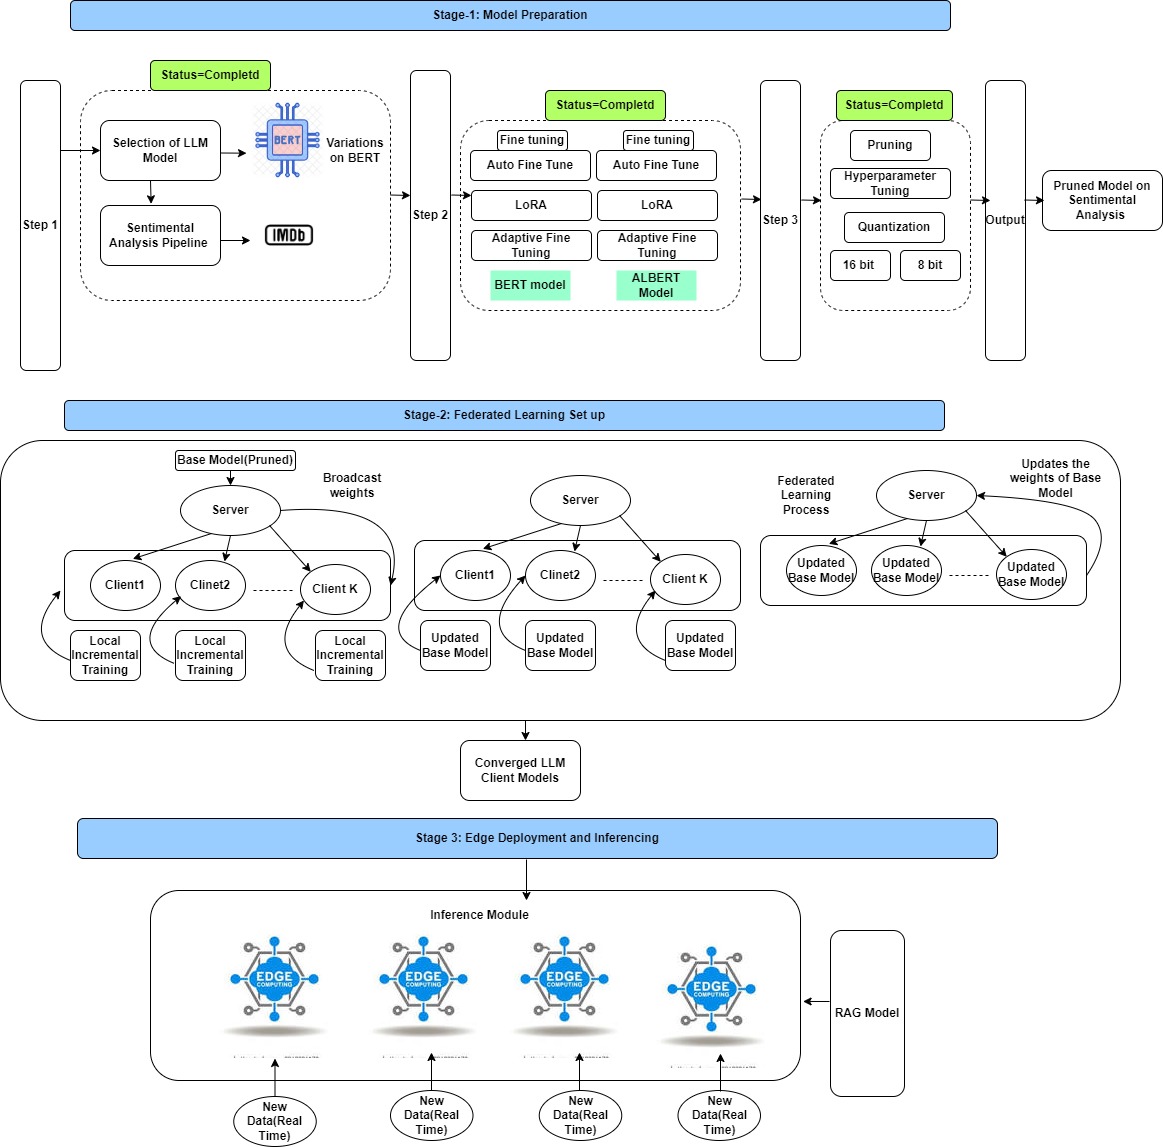 Stage-1: Model Preparation
Status=Completd
Status=Completd
Status=Completd
Step 1
Selection of LLM
Model
BERT
Variations
on BERT
Sentimental
Analysis Pipeline
IMDb
Step 2
Fine tuning
Auto Fine Tune
LoRA
Adaptive Fine
Tuning
BERT model
Fine tuning
Auto Fine Tune
LoRA
Adaptive Fine
Tuning
ALBERT
Model
Step 3
Pruning
Hyperparameter
Tuning
Quantization
16 bit
8 bit
Output
Pruned Model on
Sentimental
Analysis
Stage-2: Federated Learning Set up
Base Model(Pruned)
Broadcast
weights
Server
Client1
Clinet2
Client K
Local
Incremental
Training
Local
Incremental
Training
Local
Incremental
Training
Server
Client1
Clinet2
Client K
Updated
Base Model
Updated
Base Model
Updated
Base Model
Federated
Learning
Process
Server
Updates the
weights of Base
Model
Updated
Base Model
Updated
Base Model
Updated
Base Model
Converged LLM
Client Models
Stage 3: Edge Deployment and Inferencing
Inference Module
EDGE
COMPUTING
EDGE
COMPUTING
EDGE
COMPUTING
EDGE
COMPUTING
RAG Model
New
Data(Real
Time)
New
Data(Real
Time)
New
Data(Real
Time)
New
Data(Real
Time)